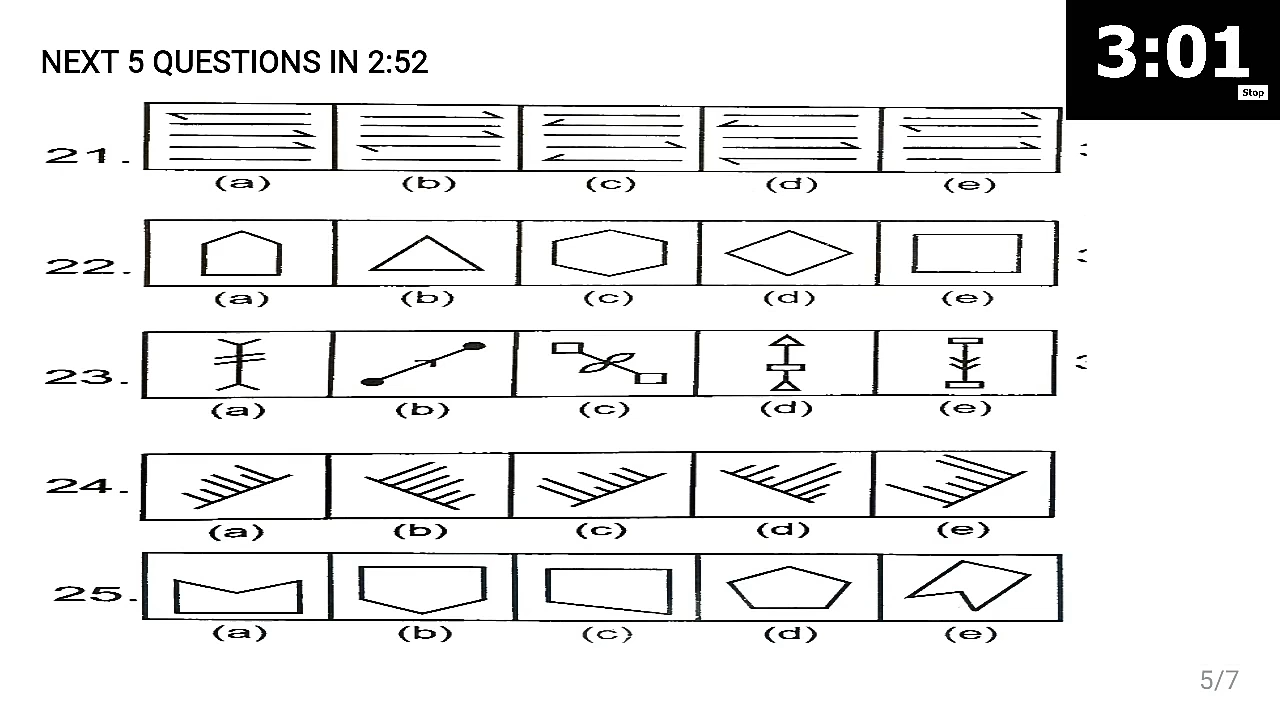 NEXT 5 QUESTIONS IN 2:52
3:01
Stop
21.
(a) (b) (c) (d) (e)
22.
(a) (b) (c) (d) (e)
23.
(a) (b) (c) (d) (e)
24.
(a) (b) (c) (d) (e)
25.
(a) (b) (c) (d) (e)
5/7